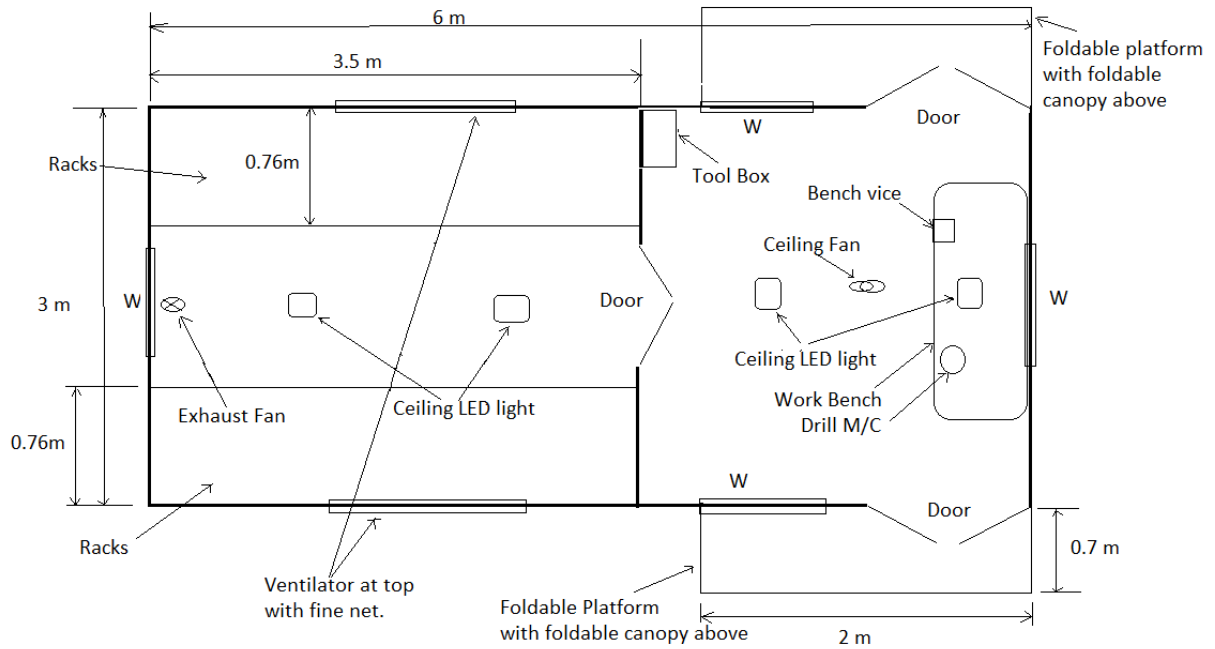 6 m
Foldable platform
with foldable
canopy above
3.5 m
Door
W
Racks
0.76m
Tool Box
Bench vice
Ceiling Fan
3 m
W
Door
W
Ceiling LED light
Exhaust Fan
Ceiling LED light
Work Bench
Drill M/C
0.76m
W
Door
Racks
0.7 m
Ventilator at top
with fine net.
Foldable Platform
with foldable canopy above
2 m